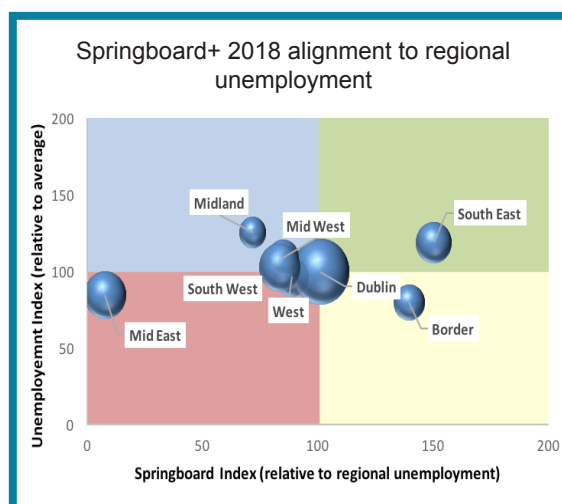 Springboard+ 2018 alignment to regional
unemployment
200
150
100
50
0
Unemployemnt Index (relative to average)
Midland
Mid West
South East
South West
West
Dublin
Mid East
Border
0 50 100 150 200
Springboard Index (relative to regional unemployment)